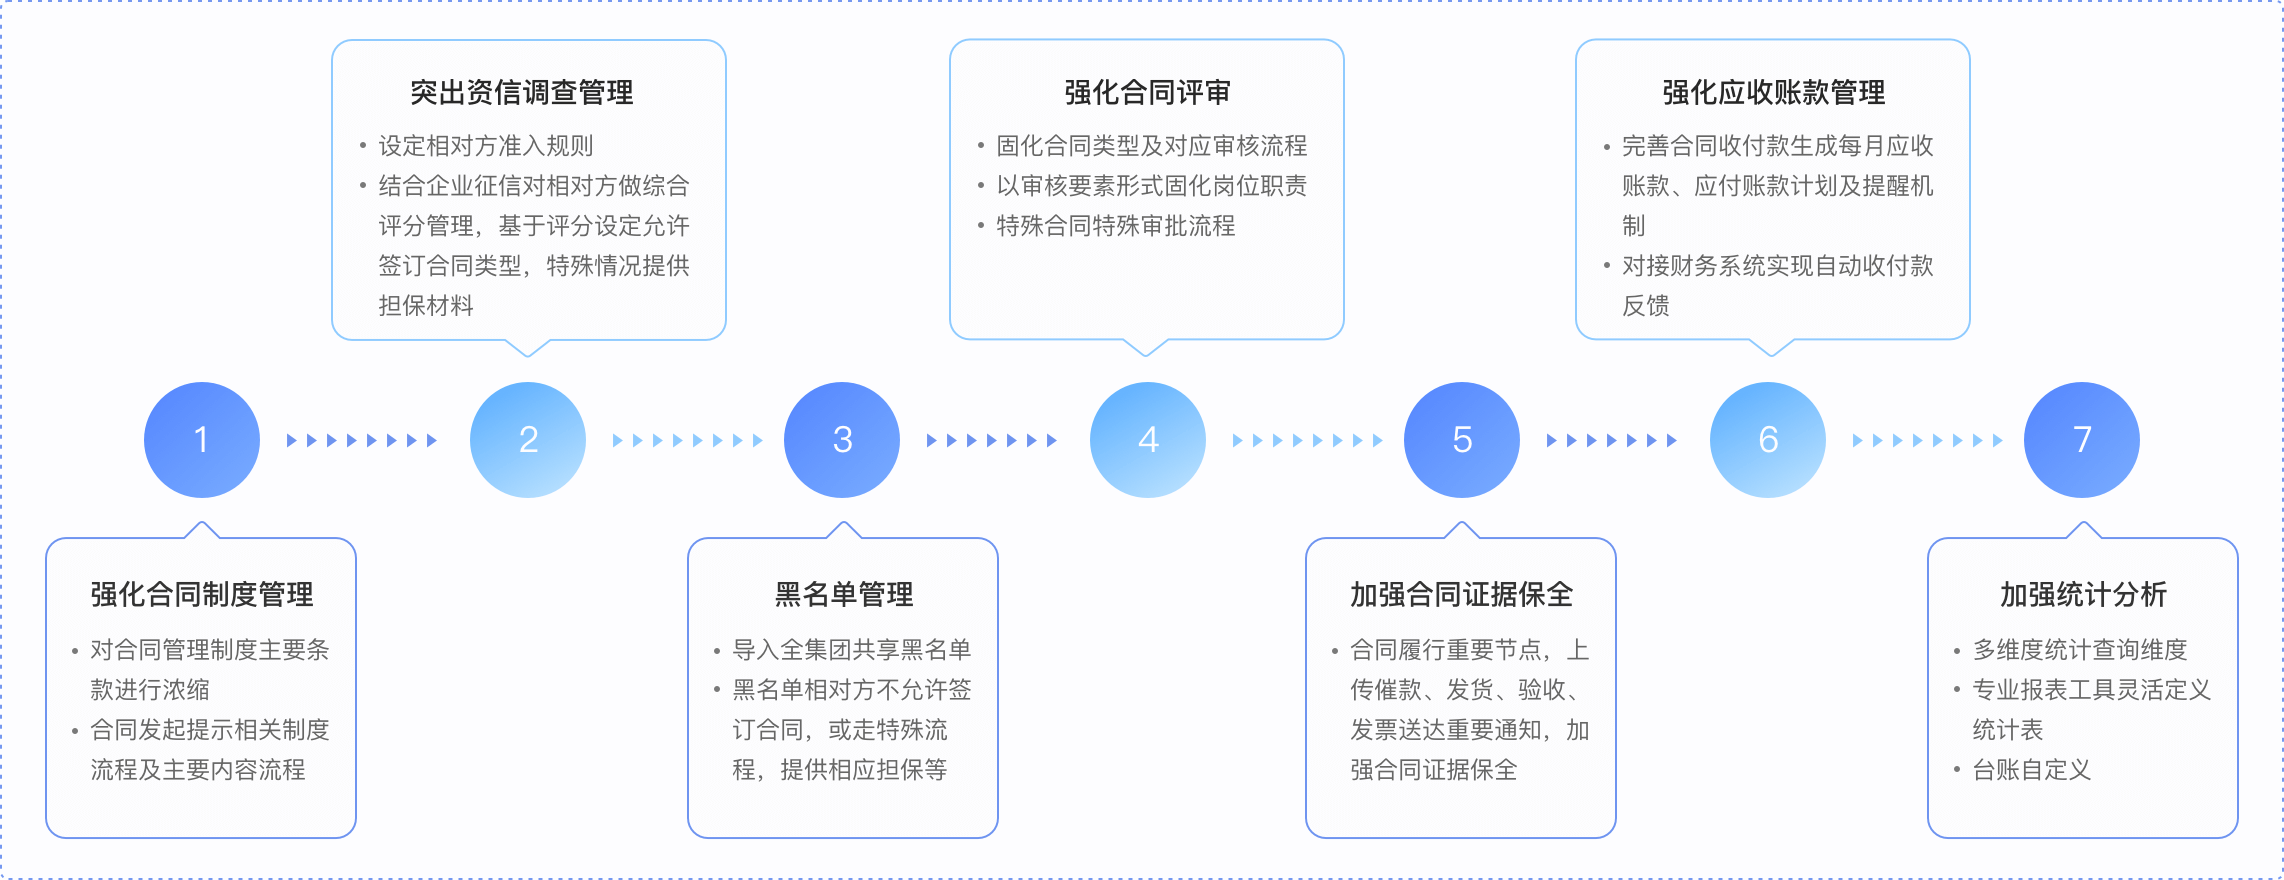 突出资信调查管理
• 设定相对方准入规则
• 结合企业征信对相对方做综合
评分管理，基于评分设定允许
签订合同类型，特殊情况提供
担保材料
强化合同评审
• 固化合同类型及对应审核流程
• 以审核要素形式固化岗位职责
• 特殊合同特殊审批流程
强化应收账款管理
• 完善合同收付款生成每月应收
账款、应付账款计划及提醒机
制
• 对接财务系统实现自动收付款
反馈
1
2
3
4
5
6
7
强化合同制度管理
• 对合同管理制度主要条
款进行浓缩
• 合同发起提示相关制度
流程及主要内容流程
黑名单管理
• 导入全集团共享黑名单
• 黑名单相对方不允许签
订合同，或走特殊流
程，提供相应担保等
加强合同证据保全
• 合同履行重要节点，上
传催款、发货、验收、
发票送达重要通知，加
强合同证据保全
加强统计分析
• 多维度统计查询维度
• 专业报表工具灵活定义
统计表
• 台账自定义